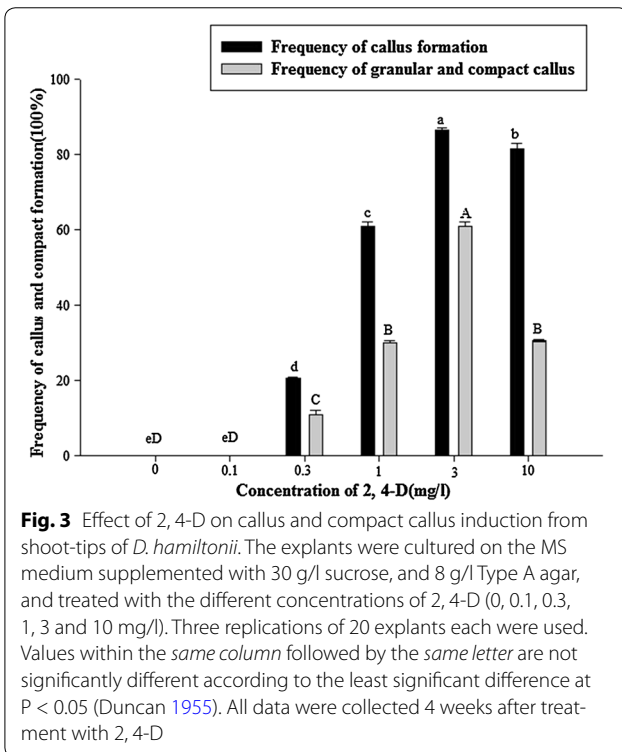 Frequency of callus formation
Frequency of granular and compact callus
Frequency of callus and compact formation(100%)
100
80
60
40
20
0
eD
eD
d
C
c
B
a
A
b
B
0
0.1
0.3
1
3
10
Concentration of 2, 4-D(mg/l)
Fig. 3 Effect of 2, 4-D on callus and compact callus induction from
shoot-tips of D. hamiltonii. The explants were cultured on the MS
medium supplemented with 30 g/l sucrose, and 8 g/l Type A agar,
and treated with the different concentrations of 2, 4-D (0, 0.1, 0.3,
1, 3 and 10 mg/l). Three replications of 20 explants each were used.
Values within the same column followed by the same letter are not
significantly different according to the least significant difference at
P < 0.05 (Duncan 1955). All data were collected 4 weeks after treat-
ment with 2, 4-D